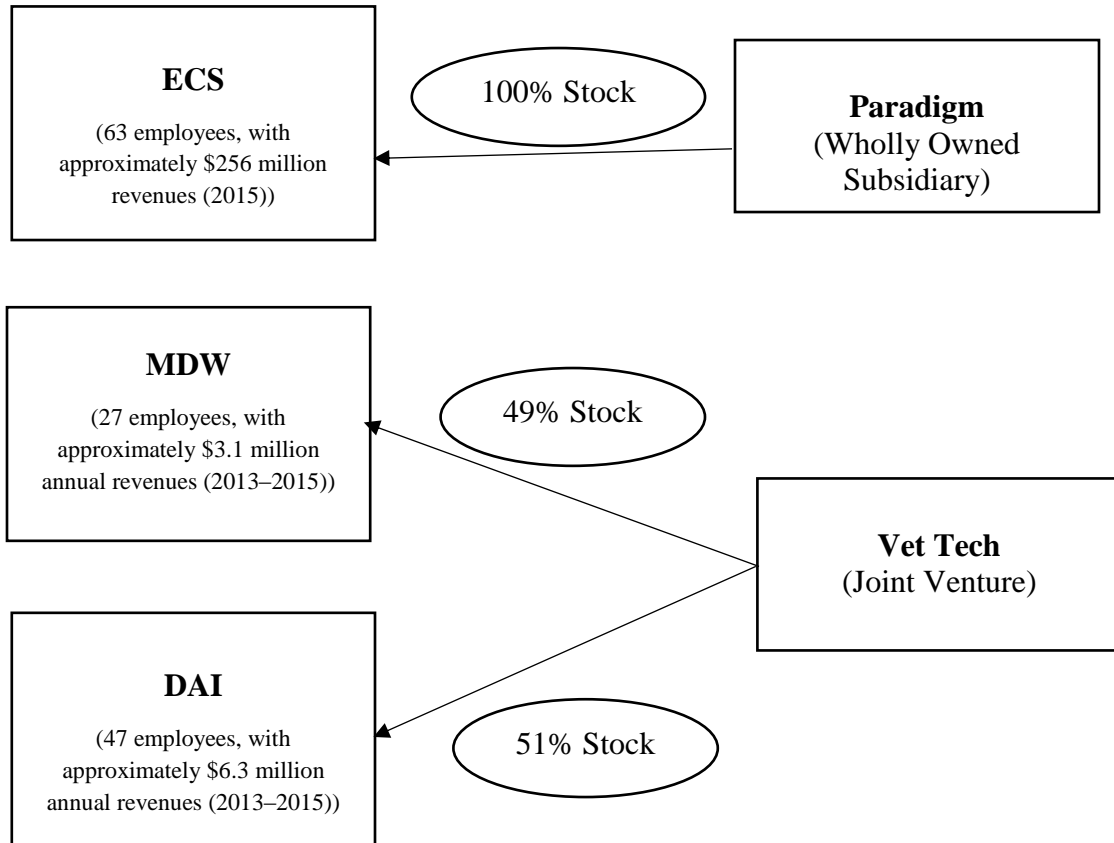 ECS
(63 employees, with
approximately $256 million
revenues (2015))
100% Stock
Paradigm
(Wholly Owned
Subsidiary)
MDW
(27 employees, with
approximately $3.1 million
annual revenues (2013–2015))
49% Stock
Vet Tech
(Joint Venture)
DAI
(47 employees, with
approximately $6.3 million
annual revenues (2013–2015))
51% Stock